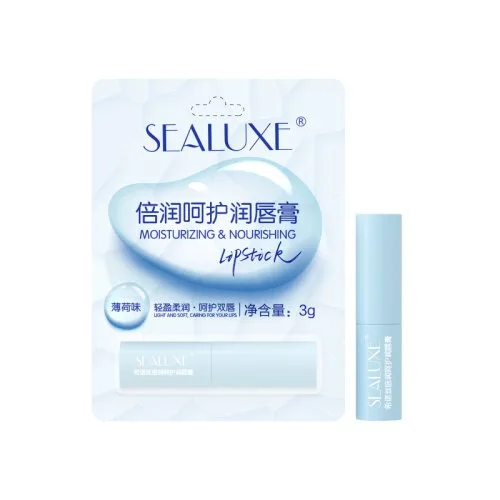 SEALUXE®
倍润呵护润唇膏
MOISTURIZING & NOURISHING
Lipstick
薄荷味
轻盈柔润·呵护双唇
LIGHT AND SOFT, CARING FOR YOUR LIPS
净含量：3g
SEALUXE
SEALUXE